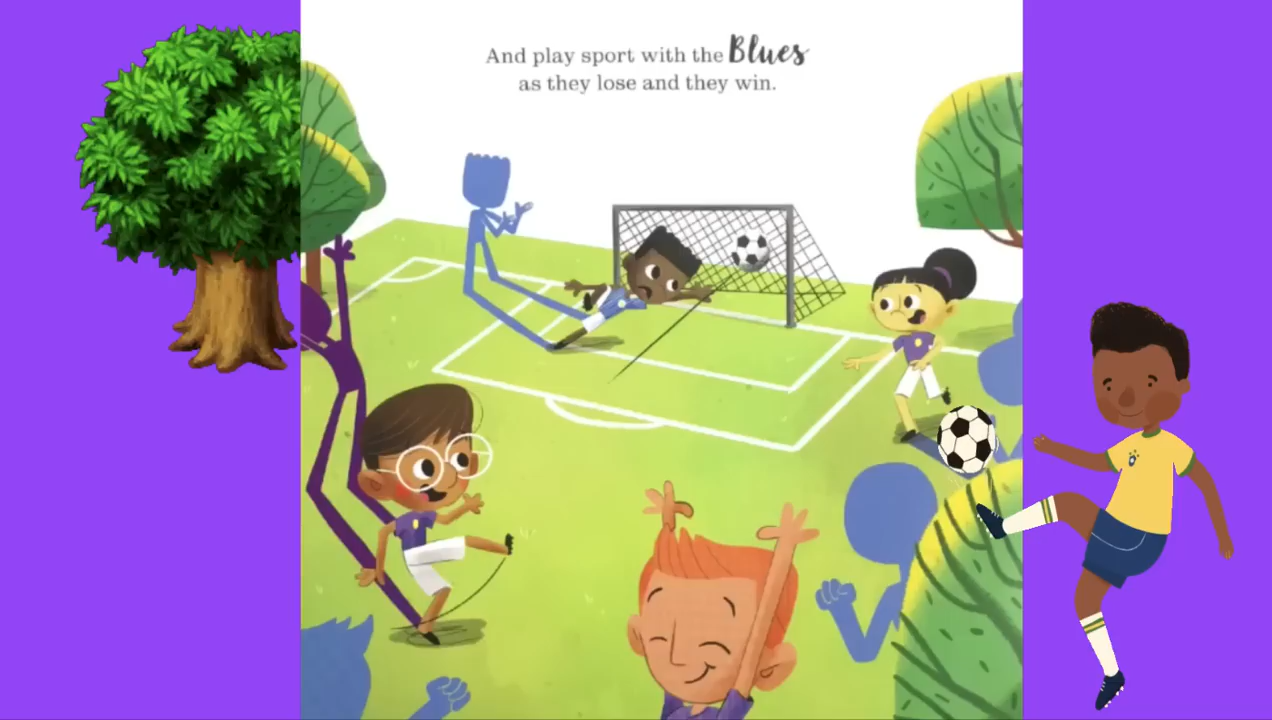 And play sport with the Blues
as they lose and they win.